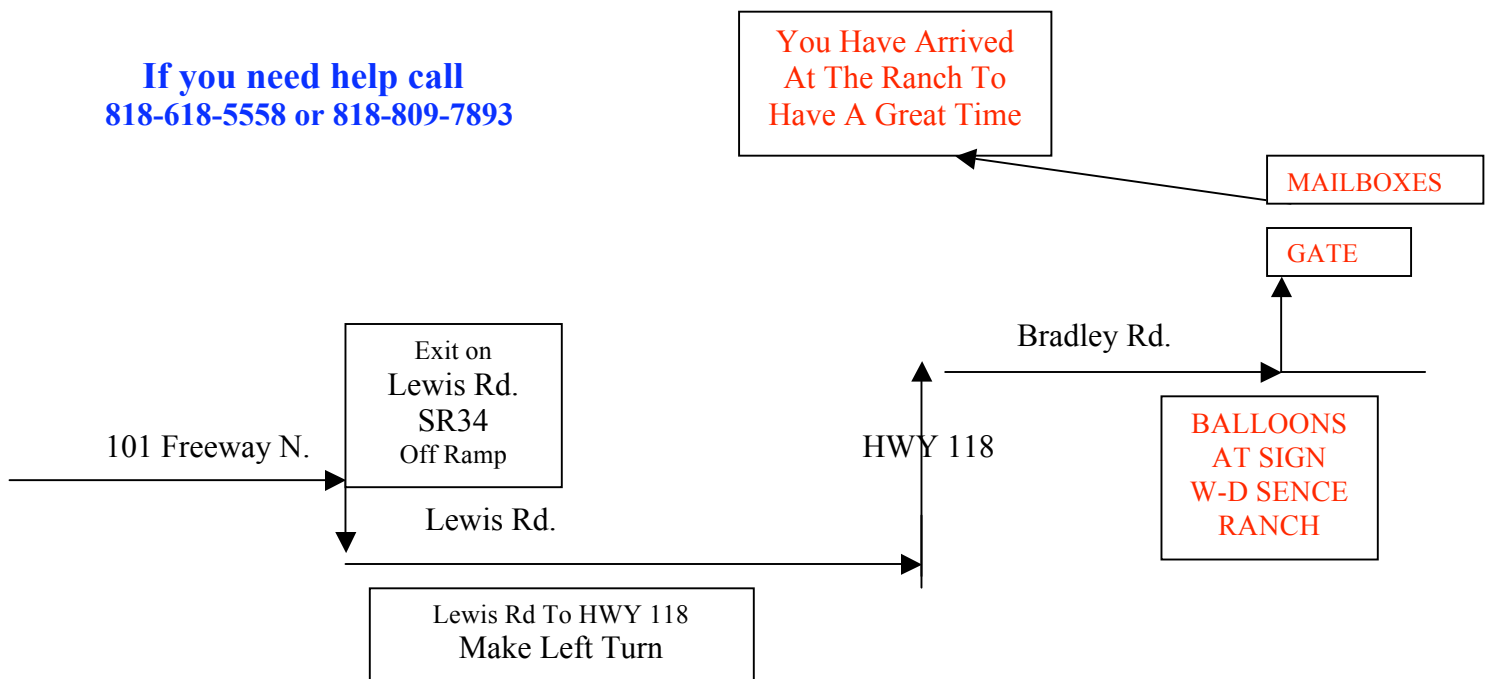 If you need help call
818-618-5558 or 818-809-7893
You Have Arrived
At The Ranch To
Have A Great Time
MAILBOXES
GATE
Bradley Rd.
Exit on
Lewis Rd.
SR34
Off Ramp
101 Freeway N.
HWY 118
BALLOONS
AT SIGN
W-D SENCE
RANCH
Lewis Rd.
Lewis Rd To HWY 118
Make Left Turn